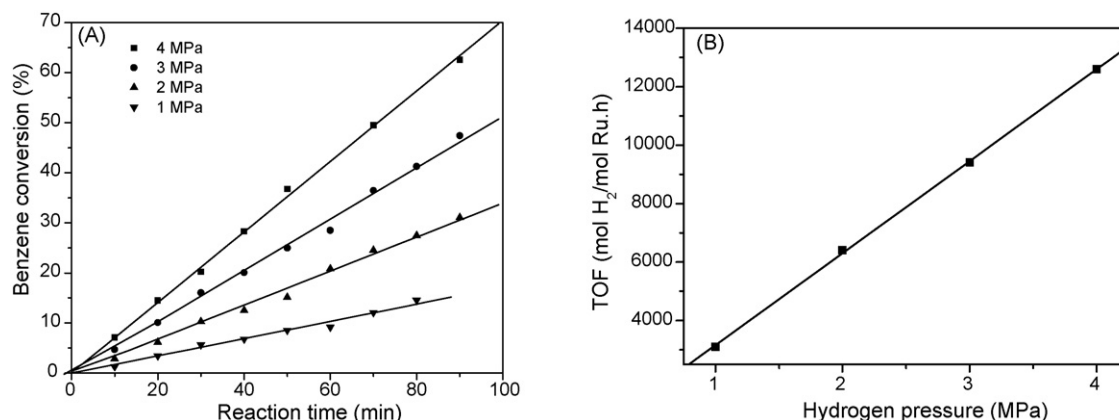 (A)
4 MPa
3 MPa
2 MPa
1 MPa
Benzene conversion (%)
70
60
50
40
30
20
10
0
0 20 40 60 80 100
Reaction time (min)
(B)
TOF (mol H₂/mol Ru.h)
14000
12000
10000
8000
6000
4000
1 2 3 4
Hydrogen pressure (MPa)